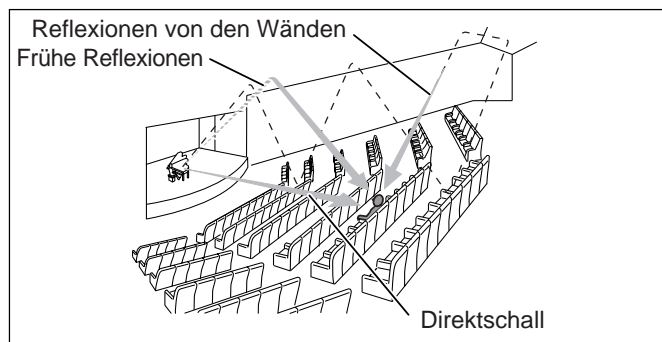 Reflexionen von den Wänden
Frühe Reflexionen
Direktschall